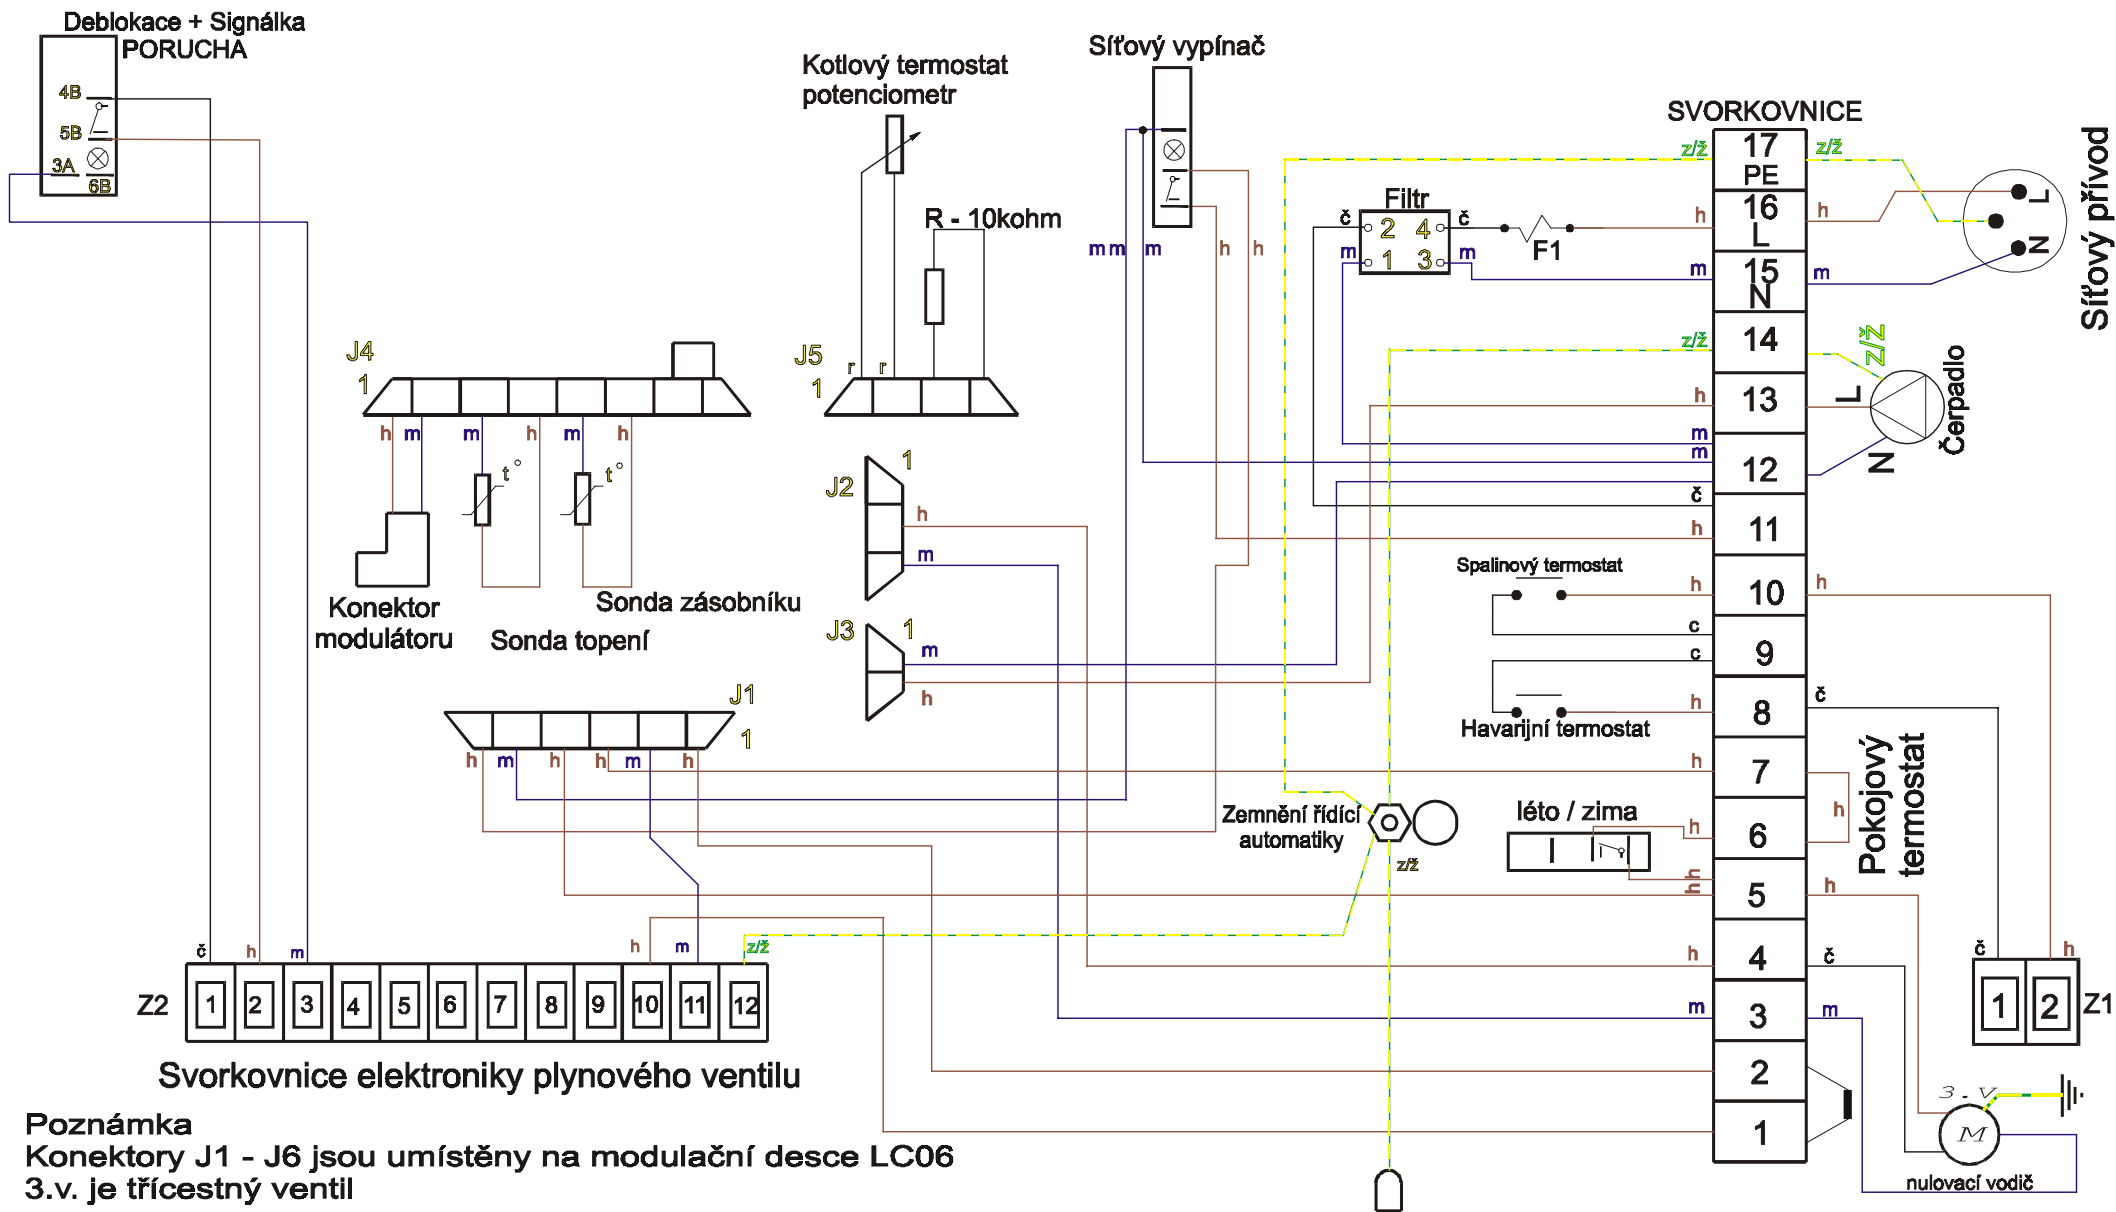 Deblokace + Signálka
PORUCHA
4B
5B
3A
6B
Kotlový termostat
potenciometr
R - 10kohm
Síťový vypínač
m m m h h
Filtr
č 2 4 č
m 1 3 m
F1
SVORKOVNICE
z/ž 17 z/ž
PE
h 16 h
L
m 15 m
N
L
N
Síťový přívod
z/ž 14 z/ž
h 13 L
Čerpadlo
m
m 12 N
č
h 11
Spalinový termostat
h 10 h
c
9
c
h 8 č
Havarijní termostat
h 7
h
Pokojový
termostat
léto / zima
h 6
h
h 5 h
h 4 č
m 3 m
2
1
č h
1 2 Z1
3.V
M
nulovací vodič
J4
1
h m m h m h
t°
t°
Konektor
modulátoru
Sonda topení
Sonda zásobníku
J5
1
r r
J2
1
h
m
J3
1
m
h
J1
1
h m h h m h
Zemnění řídící
automatiky
z/ž
č h m h m z/ž
Z2 1 2 3 4 5 6 7 8 9 10 11 12
Svorkovnice elektroniky plynového ventilu
Poznámka
Konektory J1 - J6 jsou umístěny na modulační desce LC06
3.v. je třícestný ventil